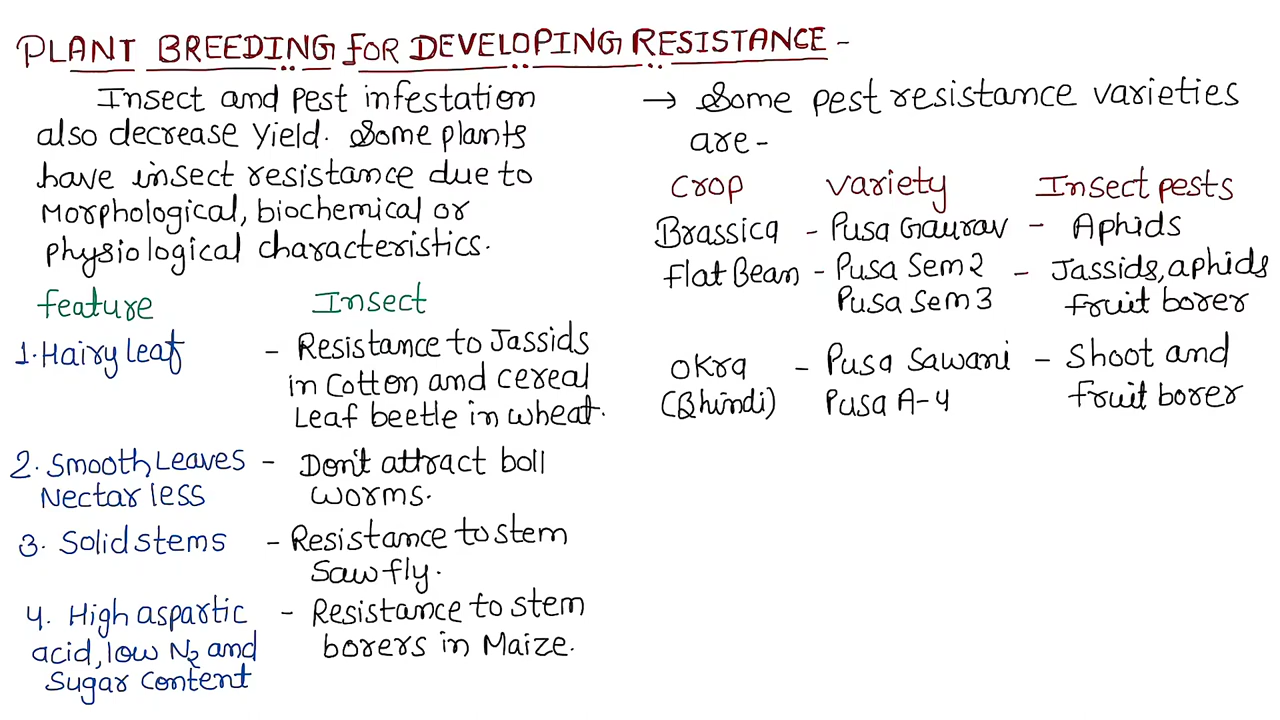 PLANT BREEDING FOR DEVELOPING RESISTANCE -
Insect and pest infestation
also decrease Yield. Some plants
have insect resistance due to
Morphological, biochemical or
physiological characteristics.
feature Insect
1. Hairy leaf - Resistance to Jassids
in Cotton and cereal
Leaf beetle in wheat.
2. Smooth Leaves - Don't attract boll
Nectar less worms.
3. Solid stems - Resistance to stem
Saw fly.
4. High aspartic - Resistance to stem
acid, low N2 and borers in Maize.
Sugar Content
→ Some pest resistance varieties
are -
Crop Variety Insect pests
Brassica - Pusa Gaurav - Aphids
Flat Bean - Pusa Sem 2 - Jassids, aphids
Pusa Sem 3 fruit borer
Okra - Pusa Sawani - Shoot and
(Bhindi) Pusa A-4 fruit borer